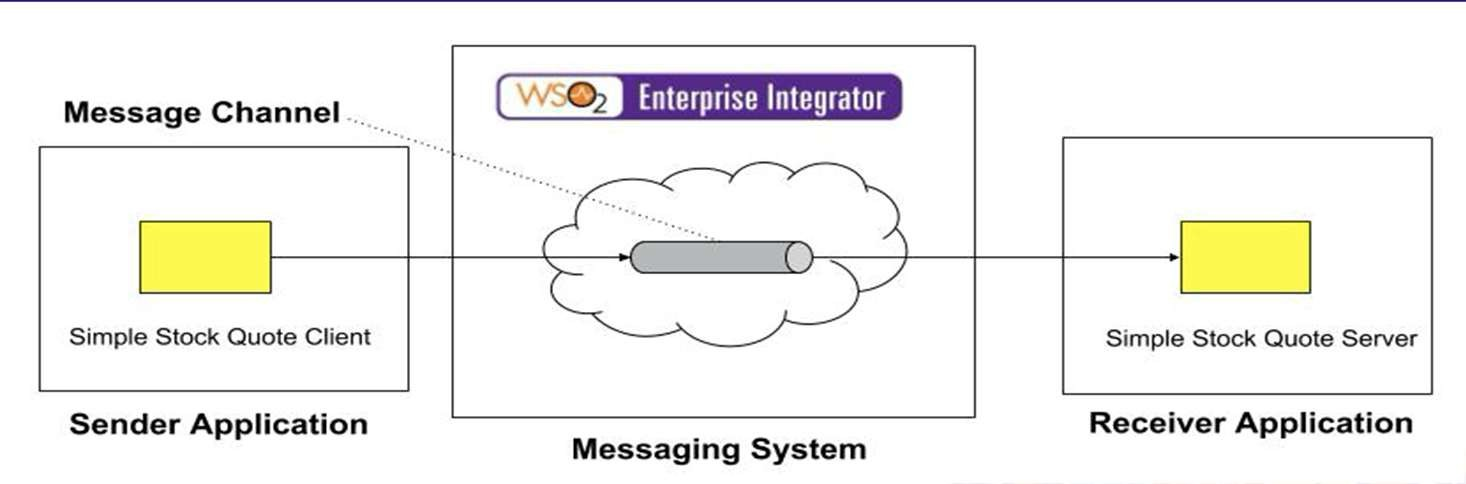 WSO2 Enterprise Integrator
Message Channel
Simple Stock Quote Client
Simple Stock Quote Server
Sender Application
Receiver Application
Messaging System